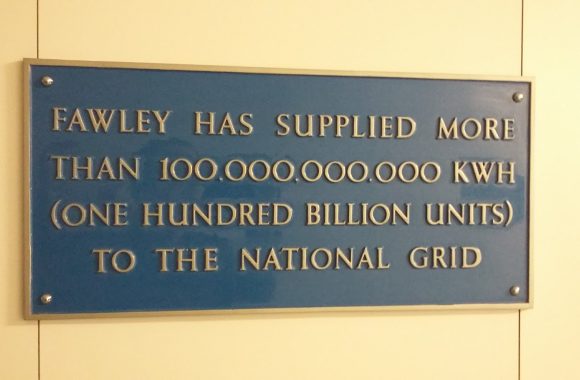 FAWLEY HAS SUPPLIED MORE
THAN 100.000.000.000 KWH
(ONE HUNDRED BILLION UNITS)
TO THE NATIONAL GRID